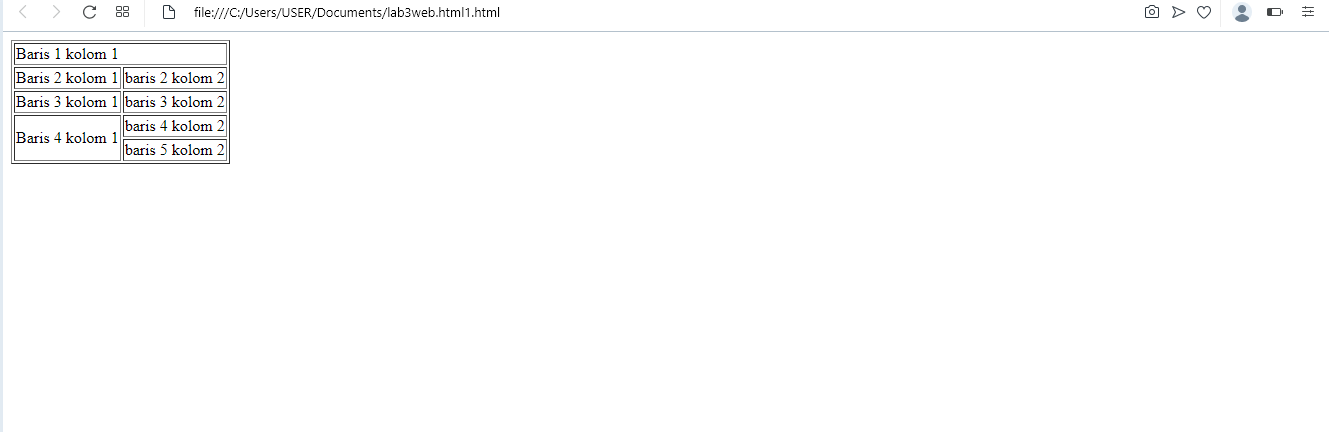 file:///C:/Users/USER/Documents/lab3web.html1.html
Baris 1 kolom 1
Baris 2 kolom 1 baris 2 kolom 2
Baris 3 kolom 1 baris 3 kolom 2
baris 4 kolom 2
Baris 4 kolom 1
baris 5 kolom 2